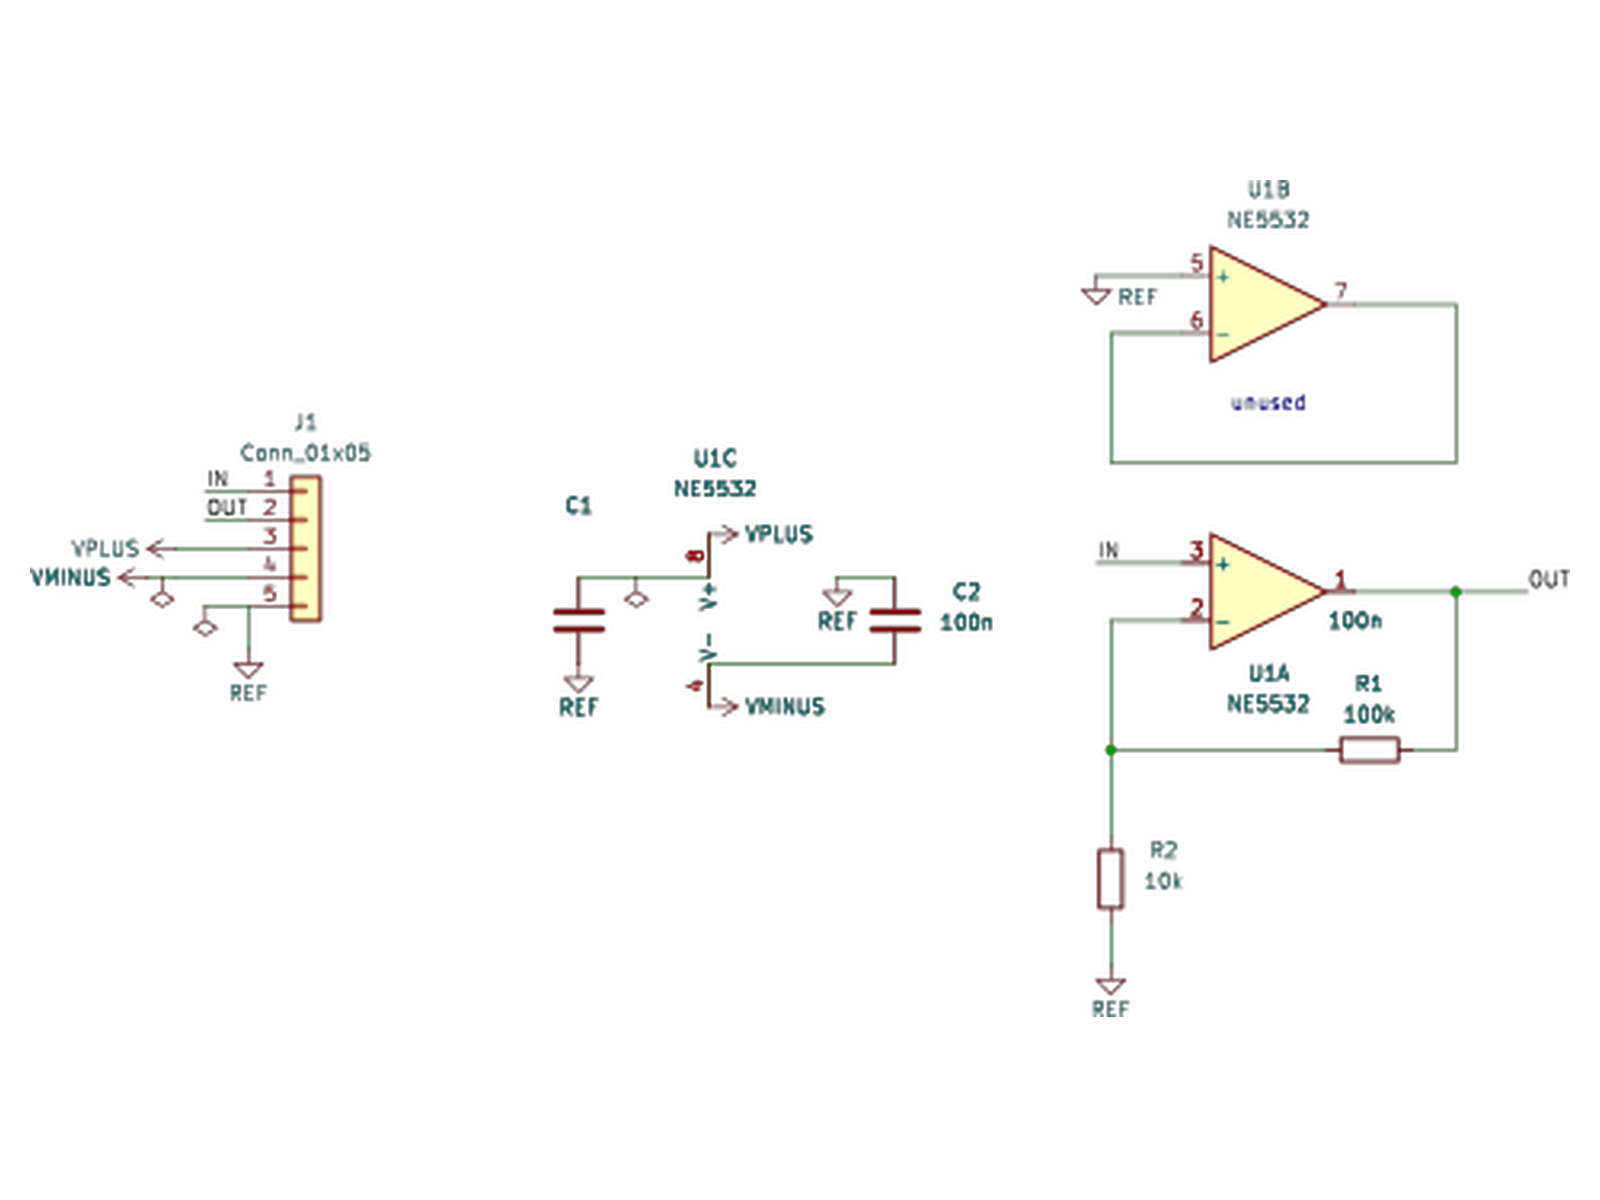 J1
Conn_01x05
IN 1
OUT 2
VPLUS 3
VMINUS 4
5
REF
C1
REF
U1C
NE5532
VPLUS
8
V+
V-
4
VMINUS
REF
C2
100n
U1B
NE5532
5
+
REF
6
-
7
unused
IN
3
+
2
-
1
OUT
100n
U1A
NE5532
R1
100k
R2
10k
REF